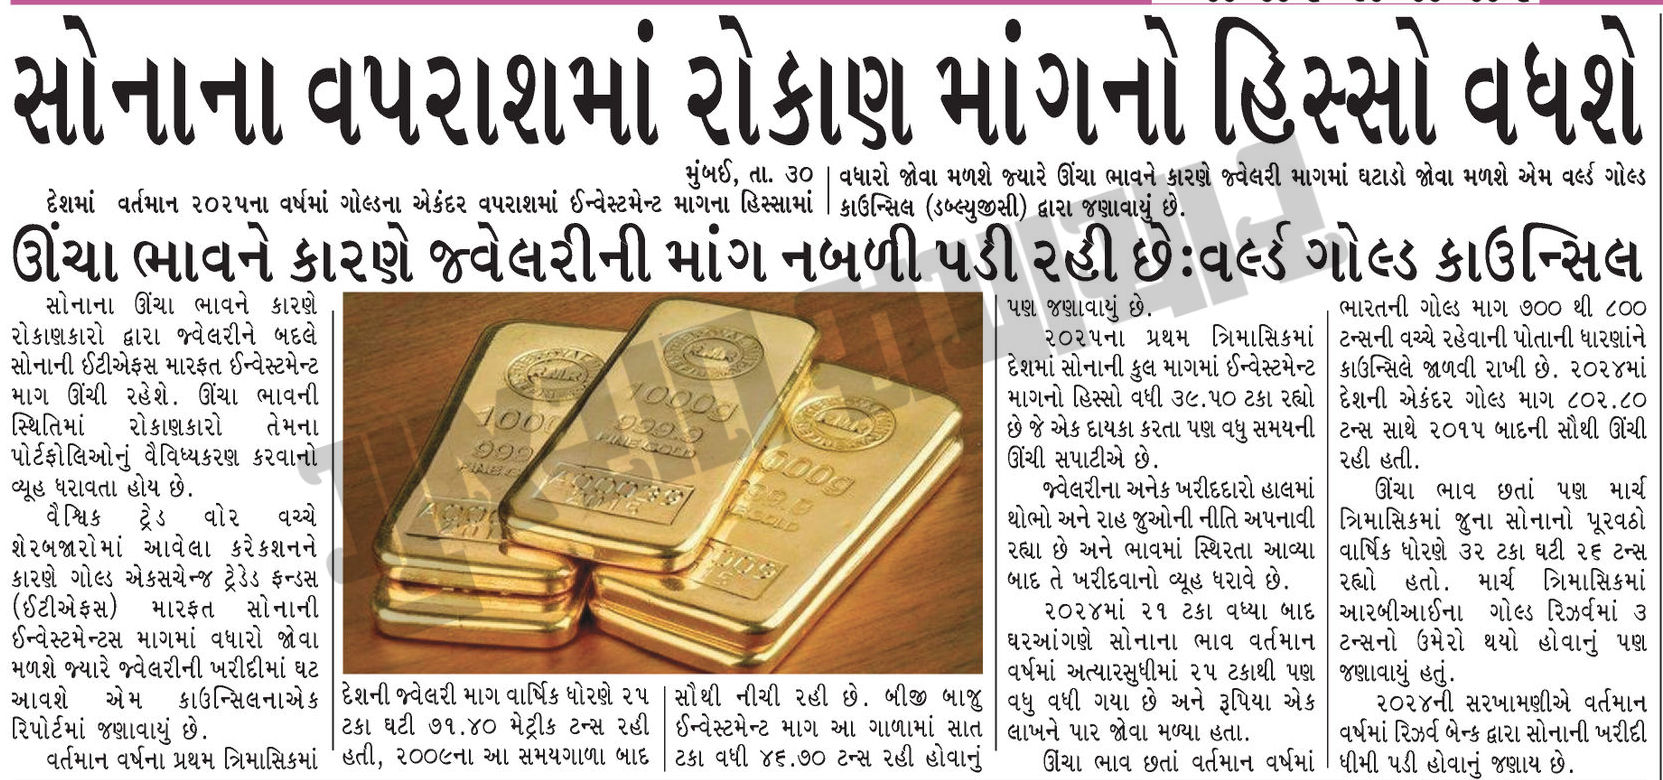 સોનાના વપરાશમાં રોકાણ માંગનો હિસ્સો વધશે
મુંબઈ, તા. ૩૦
દેશમાં વર્તમાન ૨૦૨૫ના વર્ષમાં ગોલ્ડના એકંદર વપરાશમાં ઈન્વેસ્ટમેન્ટ માગના હિસ્સામાં
વધારો જોવા મળશે જ્યારે ઊંચા ભાવને કારણે જ્વેલરી માગમાં ઘટાડો જોવા મળશે એમ વર્લ્ડ ગોલ્ડ
કાઉન્સિલ (ડબ્લ્યુજીસી) દ્વારા જણાવાયું છે.
ઊંચા ભાવને કારણે જ્વેલરીની માંગ નબળી પડી રહી છે:વર્લ્ડ ગોલ્ડ કાઉન્સિલ
સોનાના ઊંચા ભાવને કારણે
રોકાણકારો દ્વારા જ્વેલરીને બદલે
સોનાની ઈટીએફસ મારફત ઈન્વેસ્ટમેન્ટ
માગ ઊંચી રહેશે. ઊંચા ભાવની
સ્થિતિમાં રોકાણકારો તેમના
પોર્ટફોલિઓનું વૈવિધ્યકરણ કરવાનો
વ્યૂહ ધરાવતા હોય છે.
વૈશ્વિક ટ્રેડ વોર વચ્ચે
શેરબજારોમાં આવેલા કરેકશનને
કારણે ગોલ્ડ એકસચેન્જ ટ્રેડેડ ફન્ડસ
(ઈટીએફસ) મારફત સોનાની
ઈન્વેસ્ટમેન્ટસ માગમાં વધારો જોવા
મળશે જ્યારે જ્વેલરીની ખરીદીમાં ઘટ
આવશે એમ કાઉન્સિલનાએક
રિપોર્ટમાં જણાવાયું છે.
વર્તમાન વર્ષના પ્રથમ ત્રિમાસિકમાં
1000g
999.9
FINE GOLD
A00039
2015
દેશની જ્વેલરી માગ વાર્ષિક ધોરણે ૨૫
ટકા ઘટી ૭૧.૪૦ મેટ્રીક ટન્સ રહી
હતી, ૨૦૦૯ના આ સમયગાળા બાદ
સૌથી નીચી રહી છે. બીજી બાજુ
ઈન્વેસ્ટમેન્ટ માગ આ ગાળામાં સાત
ટકા વધી ૪૬.૭૦ ટન્સ રહી હોવાનું
પણ જણાવાયું છે.
૨૦૨૫ના પ્રથમ ત્રિમાસિકમાં
દેશમાં સોનાની કુલ માગમાં ઈન્વેસ્ટમેન્ટ
માગનો હિસ્સો વધી ૩૯.૫૦ ટકા રહ્યો
છે જે એક દાયકા કરતા પણ વધુ સમયની
ઊંચી સપાટીએ છે.
જ્વેલરીના અનેક ખરીદદારો હાલમાં
થોભો અને રાહ જુઓની નીતિ અપનાવી
રહ્યા છે અને ભાવમાં સ્થિરતા આવ્યા
બાદ તે ખરીદવાનો વ્યૂહ ધરાવે છે.
૨૦૨૪માં ૨૧ ટકા વધ્યા બાદ
ઘરઆંગણે સોનાના ભાવ વર્તમાન
વર્ષમાં અત્યારસુધીમાં ૨૫ ટકાથી પણ
વધુ વધી ગયા છે અને રૂપિયા એક
લાખને પાર જોવા મળ્યા હતા.
ઊંચા ભાવ છતાં વર્તમાન વર્ષમાં
ભારતની ગોલ્ડ માગ ૭૦૦ થી ૮૦૦
ટન્સની વચ્ચે રહેવાની પોતાની ધારણાંને
કાઉન્સિલે જાળવી રાખી છે. ૨૦૨૪માં
દેશની એકંદર ગોલ્ડ માગ ૮૦૨.૮૦
ટન્સ સાથે ૨૦૧૫ બાદની સૌથી ઊંચી
રહી હતી.
ઊંચા ભાવ છતાં પણ માર્ચ
ત્રિમાસિકમાં જુના સોનાનો પૂરવઠો
વાર્ષિક ધોરણે ૩૨ ટકા ઘટી ૨૬ ટન્સ
રહ્યો હતો. માર્ચ ત્રિમાસિકમાં
આરબીઆઈના ગોલ્ડ રિઝર્વમાં ૩
ટન્સનો ઉમેરો થયો હોવાનું પણ
જણાવાયું હતું.
૨૦૨૪ની સરખામણીએ વર્તમાન
વર્ષમાં રિઝર્વ બેન્ક દ્વારા સોનાની ખરીદી
ધીમી પડી હોવાનું જણાય છે.